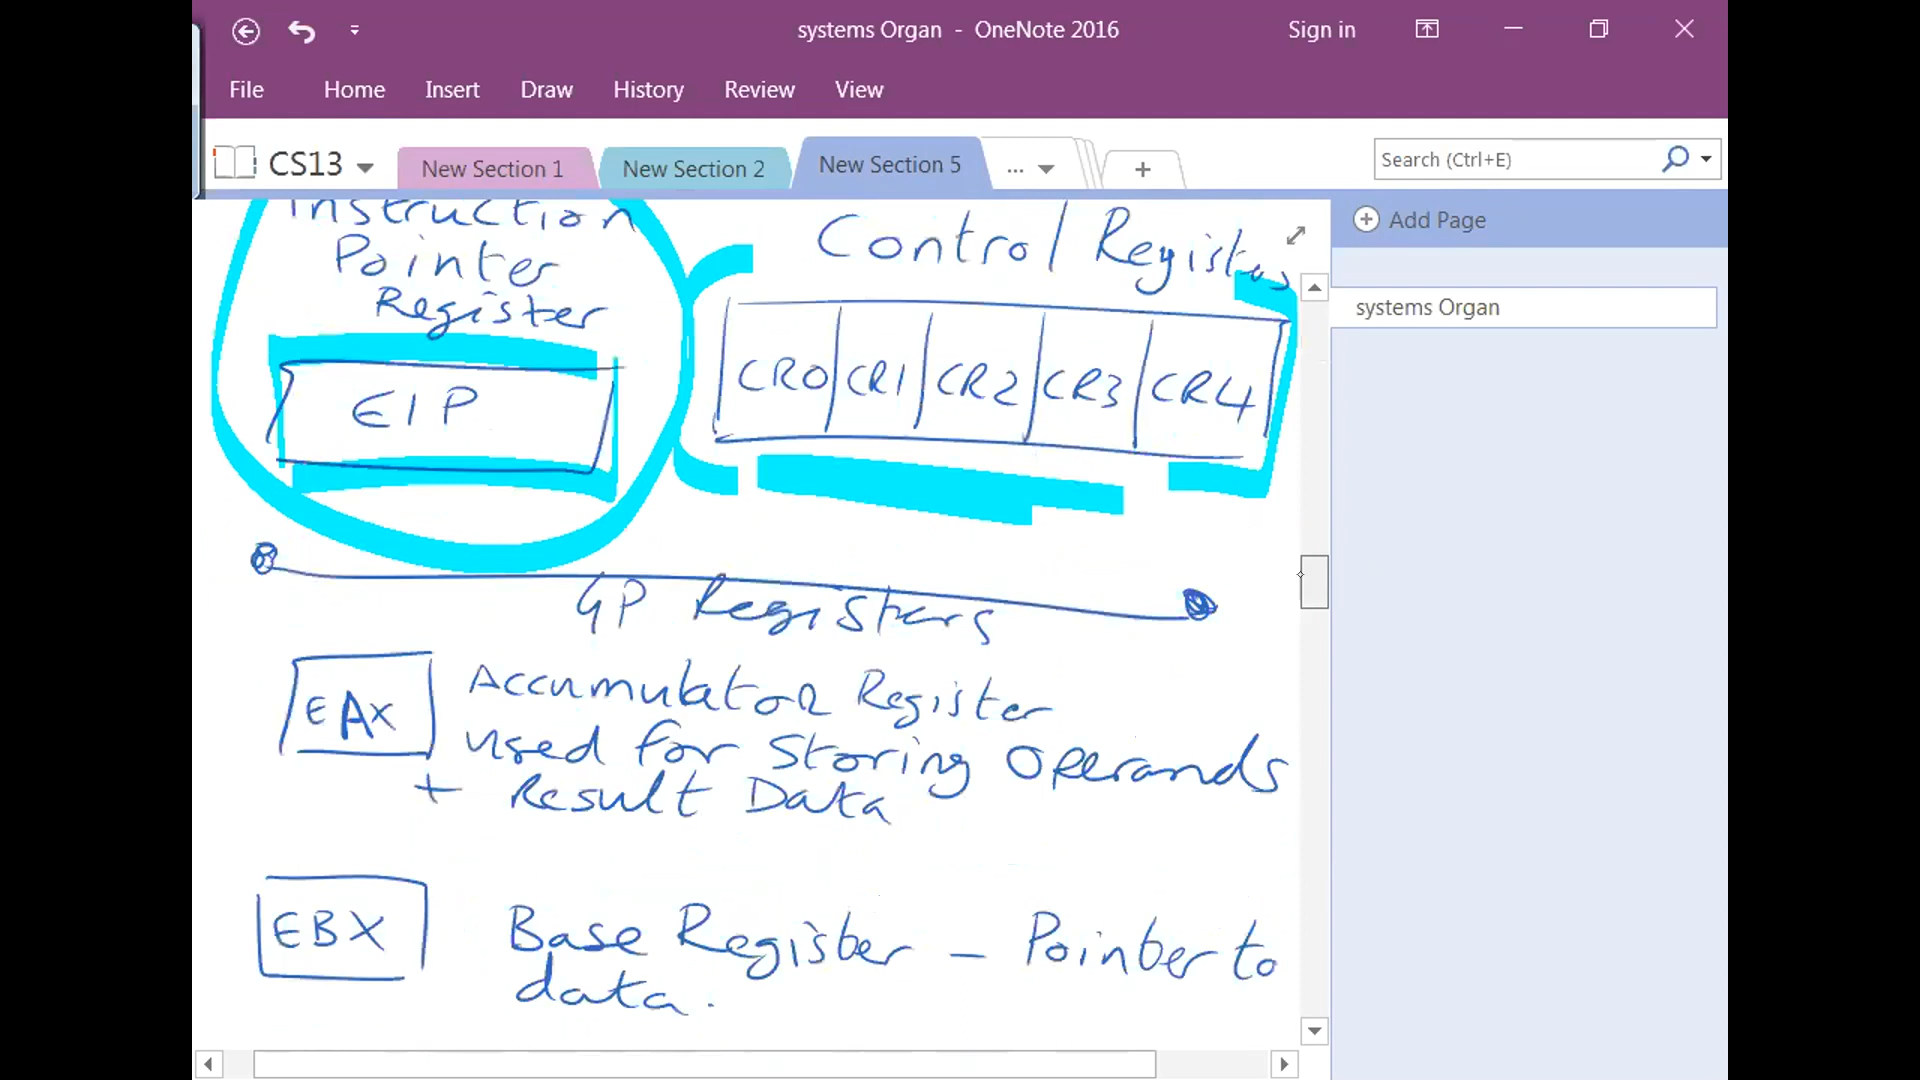 systems Organ - OneNote 2016
Sign in
File Home Insert Draw History Review View
CS13
New Section 1
New Section 2
New Section 5
...
Search (Ctrl+E)
Add Page
systems Organ
Instruction
Pointer
Register
EIP
Control Registers
CR0 CR1 CR2 CR3 CR4
GP Registers
EAX
Accumulator Register
used for Storing Operands
+ Result Data
EBX
Base Register - Pointer to
data.